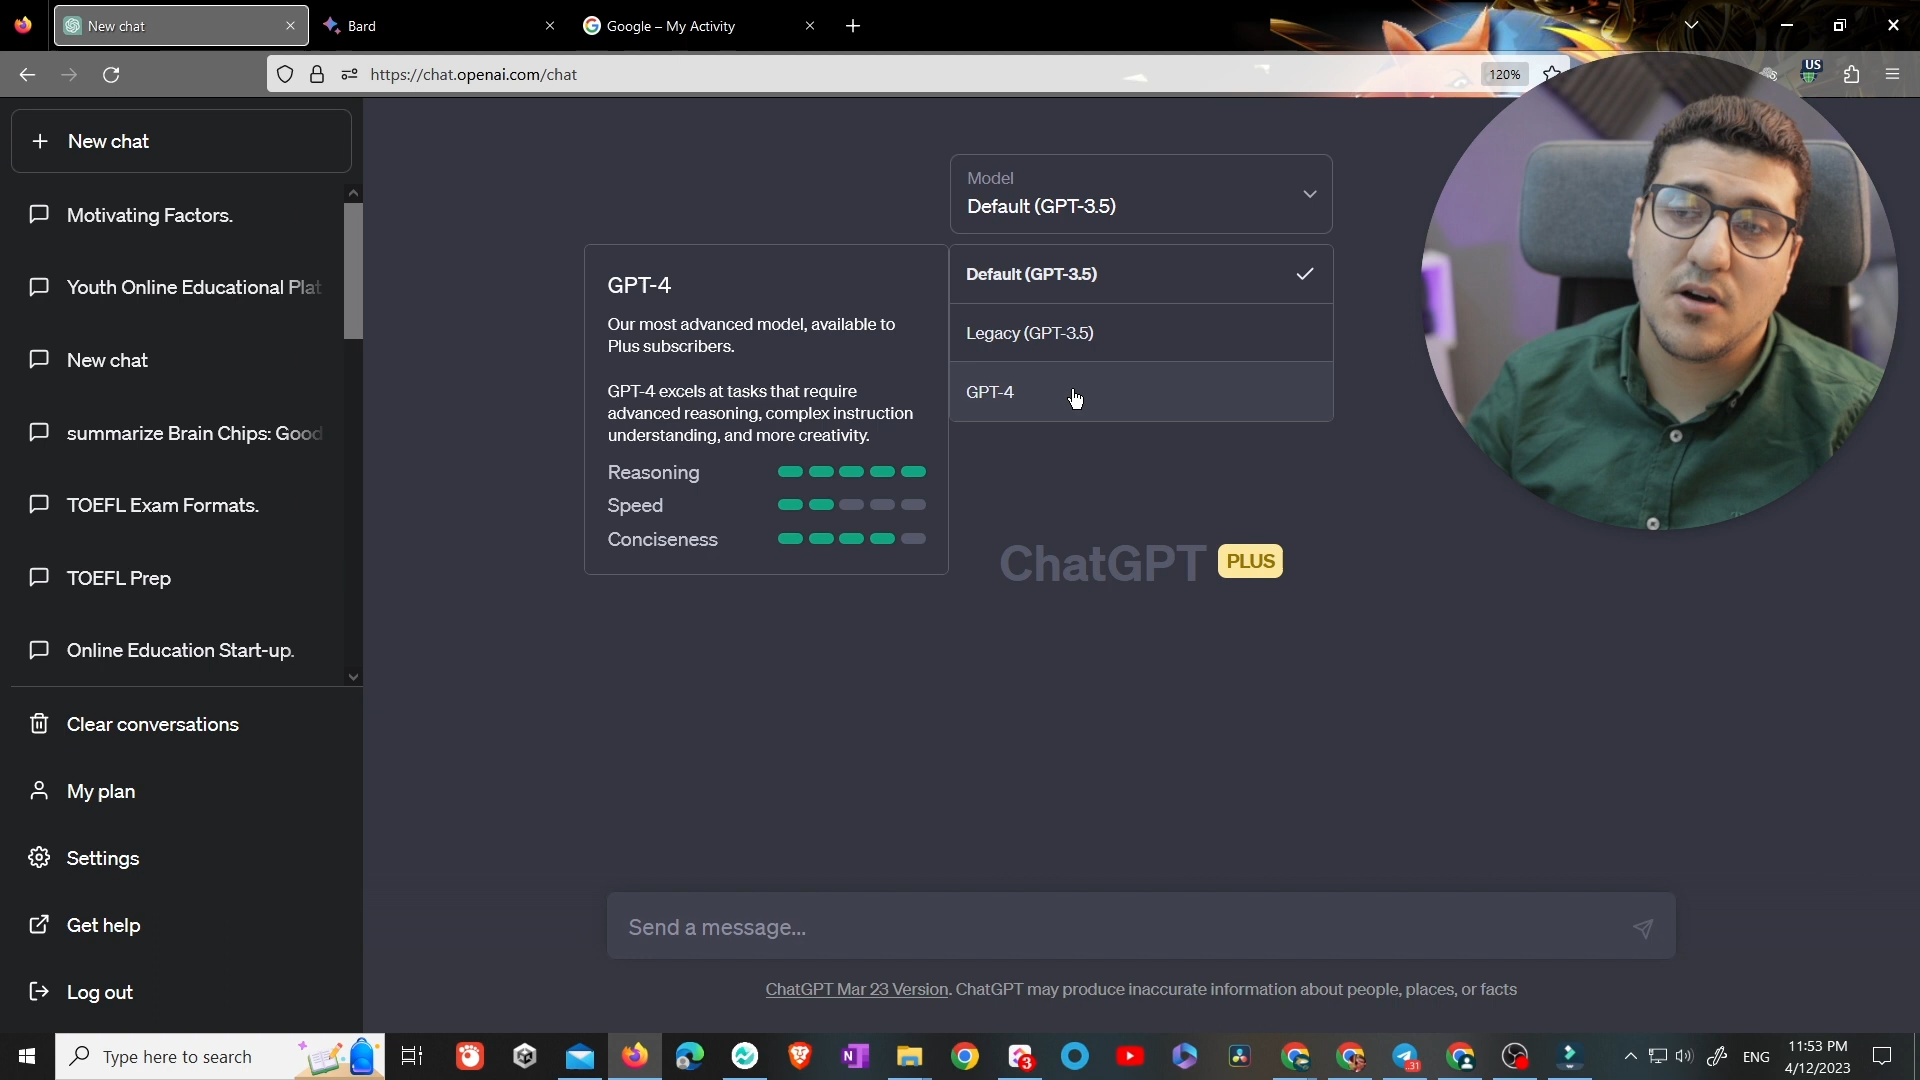 New chat
Bard
Google – My Activity
https://chat.openai.com/chat
120%
US
New chat
Motivating Factors.
Youth Online Educational Plat
New chat
summarize Brain Chips: Good
TOEFL Exam Formats.
TOEFL Prep
Online Education Start-up.
Clear conversations
My plan
Settings
Get help
Log out
Model
Default (GPT-3.5)
Default (GPT-3.5)
Legacy (GPT-3.5)
GPT-4
GPT-4
Our most advanced model, available to
Plus subscribers.
GPT-4 excels at tasks that require
advanced reasoning, complex instruction
understanding, and more creativity.
Reasoning
Speed
Conciseness
ChatGPT PLUS
Send a message...
ChatGPT Mar 23 Version. ChatGPT may produce inaccurate information about people, places, or facts
Type here to search
N
3
31
ENG
11:53 PM
4/12/2023